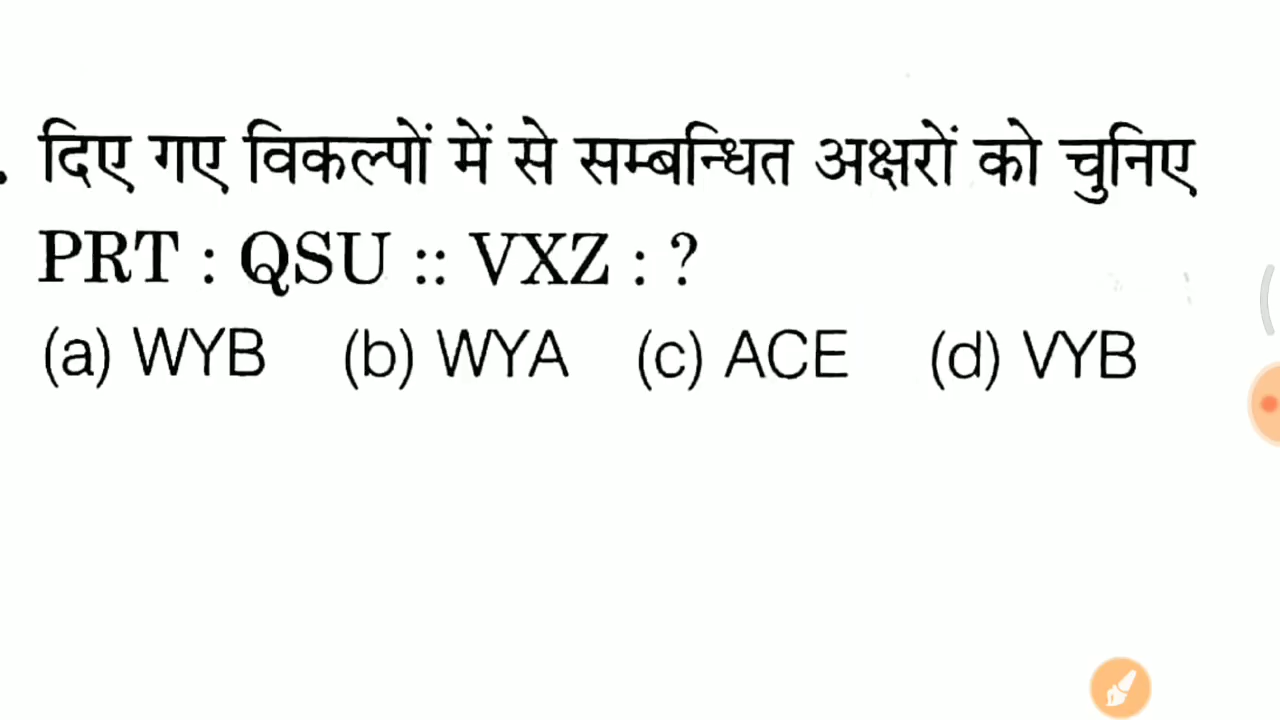 . दिए गए विकल्पों में से सम्बन्धित अक्षरों को चुनिए
PRT : QSU :: VXZ : ?
(a) WYB (b) WYA (c) ACE (d) VYB